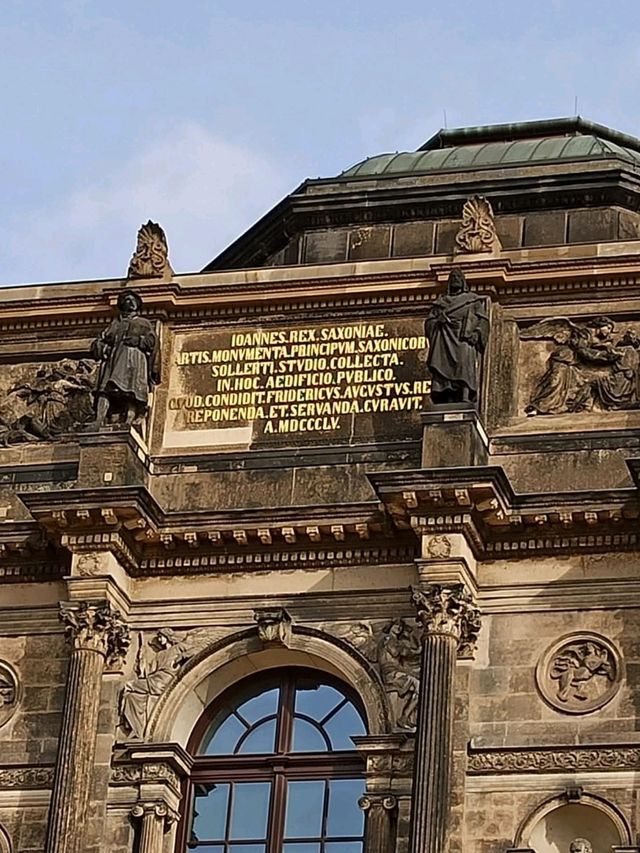 IOANNES.REX.SAXONIAE.
ARTIS.MONVMENTA.PRINCIPVM.SAXONICOR
SOLLERTI.STVDIO.COLLECTA.
IN.HOC.AEDIFICIO.PVBLICO.
QVOD.CONDIDIT.FRIDERICVS.AVGVSTVS.RE
REPONENDA.ET.SERVANDA.CVRAVIT.
A.MDCCCLV.